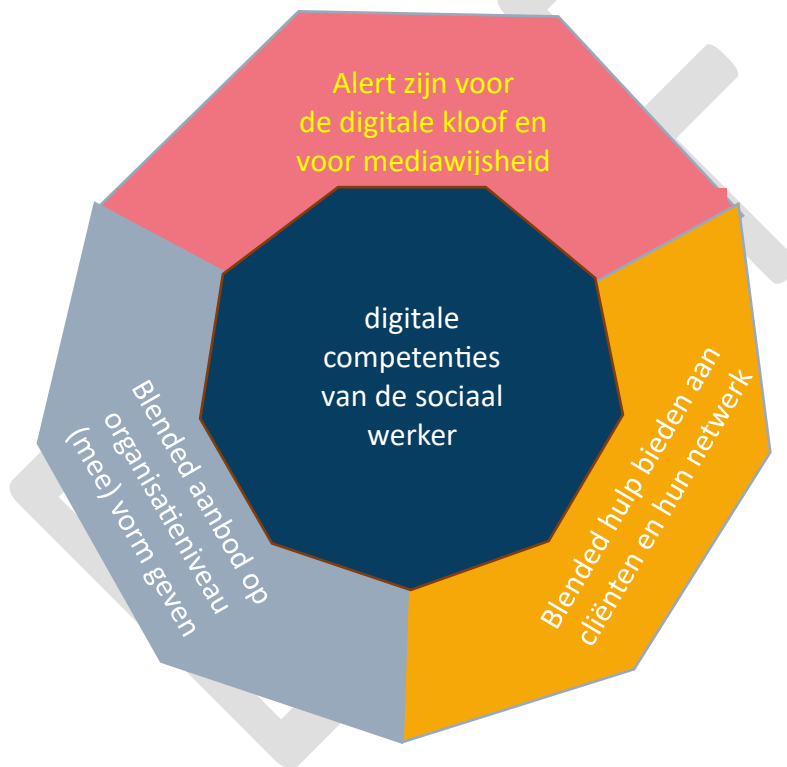 Alert zijn voor
de digitale kloof en
voor mediawijsheid
digitale
competenties
van de sociaal
werker
Blended hulp bieden aan
cliënten en hun netwerk
Blended aanbod op
organisatieniveau
(mee) vorm geven